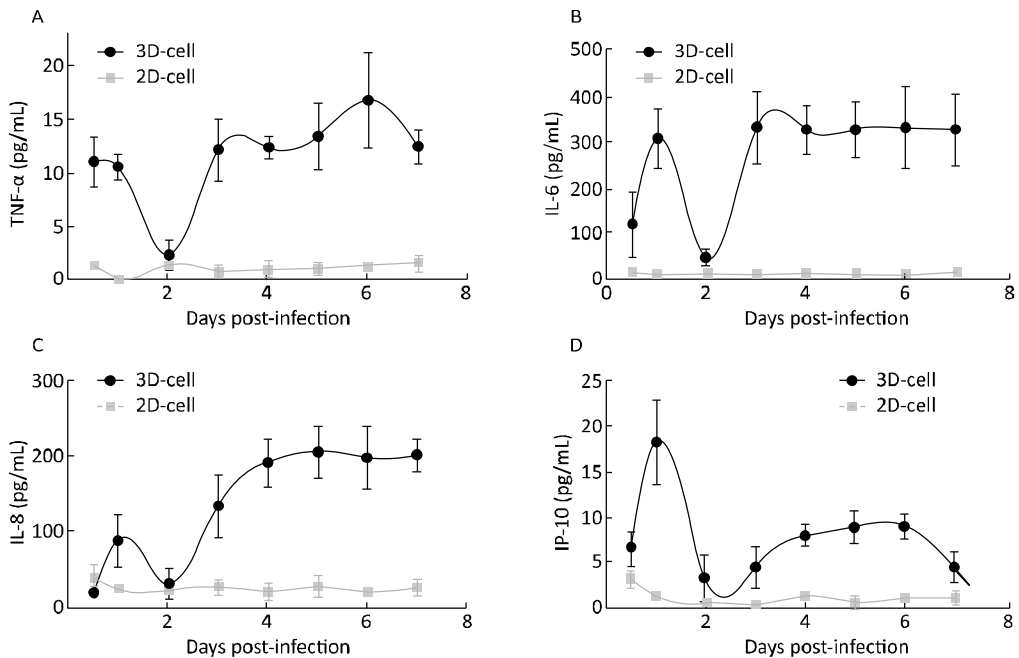 A
3D-cell
2D-cell
TNF-α (pg/mL)
20
15
10
5
0
2
4
6
8
Days post-infection
B
3D-cell
2D-cell
IL-6 (pg/mL)
500
400
300
200
100
0
0
2
4
6
8
Days post-infection
C
3D-cell
2D-cell
IL-8 (pg/mL)
300
200
100
0
2
4
6
8
Days post-infection
D
3D-cell
2D-cell
IP-10 (pg/mL)
25
20
15
10
5
0
2
4
6
8
Days post-infection